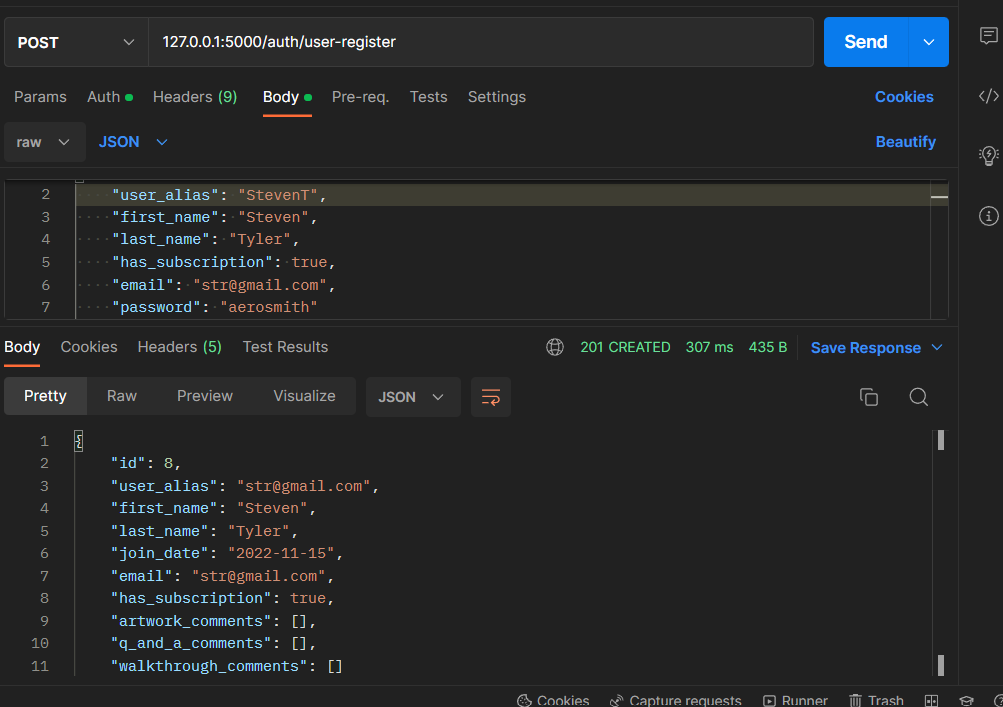 POST 127.0.0.1:5000/auth/user-register Send
Params Auth Headers (9) Body Pre-req. Tests Settings Cookies
raw JSON Beautify
2 "user_alias": "StevenT",
3 "first_name": "Steven",
4 "last_name": "Tyler",
5 "has_subscription": true,
6 "email": "str@gmail.com",
7 "password": "aerosmith"
Body Cookies Headers (5) Test Results 201 CREATED 307 ms 435 B Save Response
Pretty Raw Preview Visualize JSON
1 {
2 "id": 8,
3 "user_alias": "str@gmail.com",
4 "first_name": "Steven",
5 "last_name": "Tyler",
6 "join_date": "2022-11-15",
7 "email": "str@gmail.com",
8 "has_subscription": true,
9 "artwork_comments": [],
10 "q_and_a_comments": [],
11 "walkthrough_comments": []
Cookies Capture requests Runner Trash